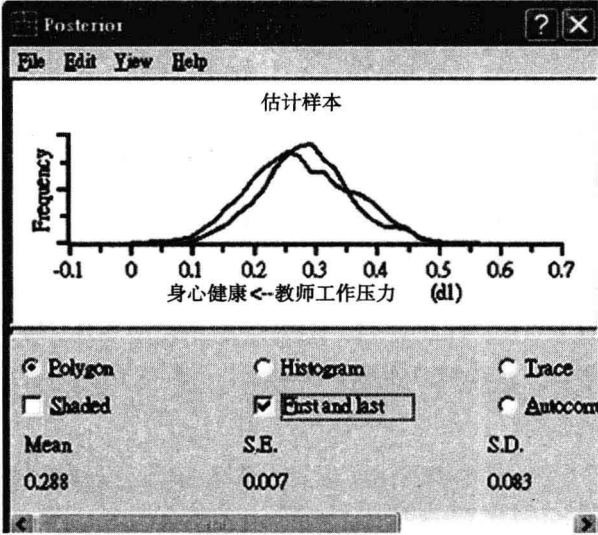 Posterior
? X
File Edit View Help
估计样本
Frequency
-0.1 0 0.1 0.2 0.3 0.4 0.5 0.6 0.7
身心健康<--教师工作压力 (d1)
Polygon Histogram Trace
Shaded First and last Autocorr
Mean S.E. S.D.
0.288 0.007 0.083